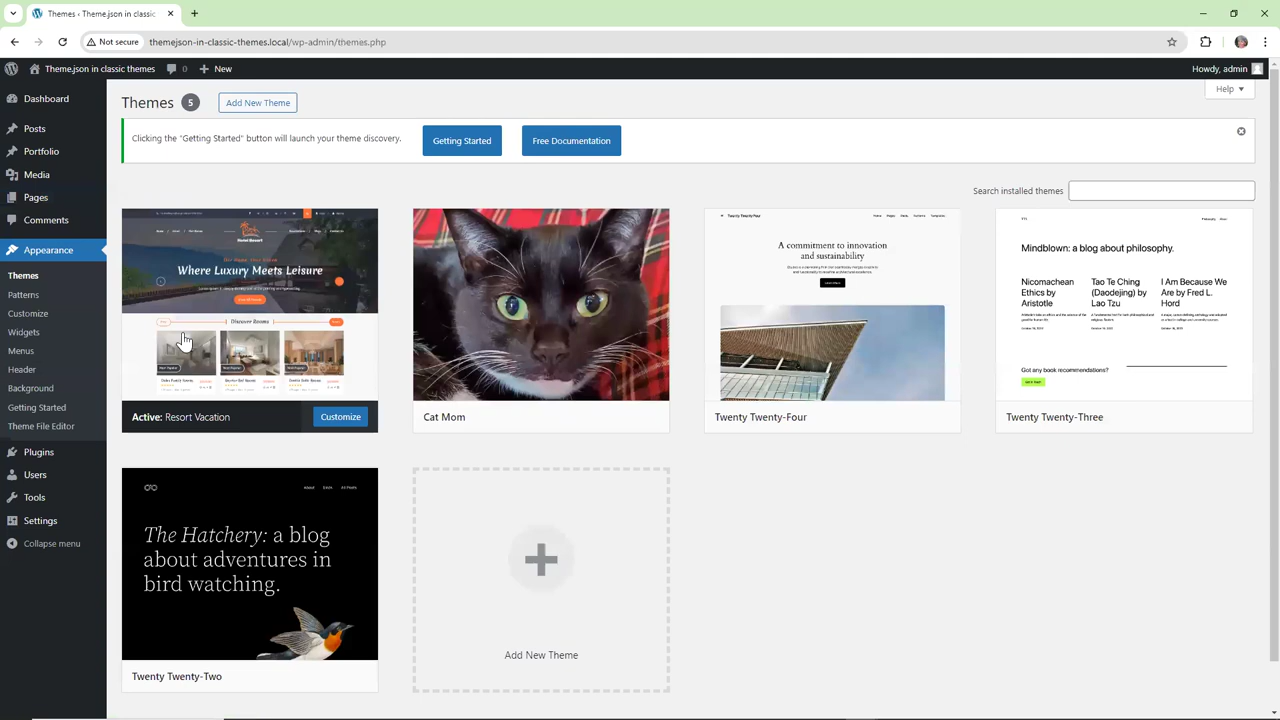 Themes ‹ Theme.json in classic
Not secure
themejson-in-classic-themes.local/wp-admin/themes.php
Theme.json in classic themes
0
New
Howdy, admin
Dashboard
Posts
Portfolio
Media
Pages
Comments
Appearance
Themes
Patterns
Customize
Widgets
Menus
Header
Background
Getting Started
Theme File Editor
Plugins
Users
Tools
Settings
Collapse menu
Themes 5
Add New Theme
Help
Clicking the "Getting Started" button will launch your theme discovery.
Getting Started
Free Documentation
Search installed themes
Where Luxury Meets Leisure
Discover Rooms
Active: Resort Vacation
Customize
Cat Mom
Twenty Twenty-Four
A commitment to innovation
and sustainability
Twenty Twenty-Four
Mindblown: a blog about philosophy.
Nicomachean
Ethics by
Aristotle
Tao Te Ching
(Daodejing) by
Lao Tzu
I Am Because We
Are by Fred L.
Hord
Got any book recommendations?
Twenty Twenty-Three
The Hatchery: a blog
about adventures in
bird watching.
Twenty Twenty-Two
Add New Theme